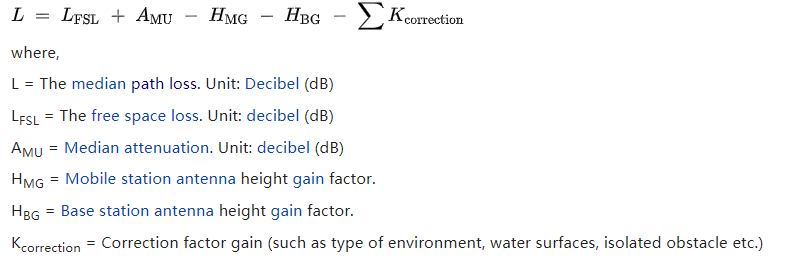 L = L_FSL + A_MU − H_MG − H_BG − ∑ K_correction
where,
L = The median path loss. Unit: Decibel (dB)
L_FSL = The free space loss. Unit: decibel (dB)
A_MU = Median attenuation. Unit: decibel (dB)
H_MG = Mobile station antenna height gain factor.
H_BG = Base station antenna height gain factor.
K_correction = Correction factor gain (such as type of environment, water surfaces, isolated obstacle etc.)